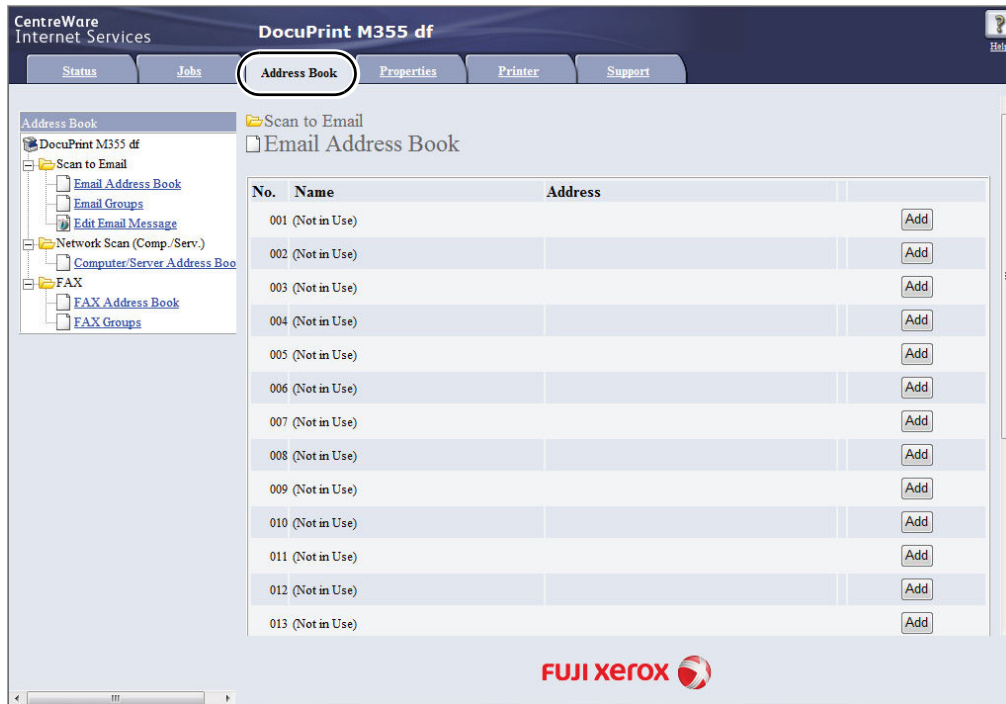 CentreWare
Internet Services
DocuPrint M355 df
Help
Status Jobs Address Book Properties Printer Support
Address Book
DocuPrint M355 df
Scan to Email
Email Address Book
Email Groups
Edit Email Message
Network Scan (Comp./Serv.)
Computer/Server Address Boo
FAX
FAX Address Book
FAX Groups
Scan to Email
Email Address Book
No. Name Address
001 (Not in Use) Add
002 (Not in Use) Add
003 (Not in Use) Add
004 (Not in Use) Add
005 (Not in Use) Add
006 (Not in Use) Add
007 (Not in Use) Add
008 (Not in Use) Add
009 (Not in Use) Add
010 (Not in Use) Add
011 (Not in Use) Add
012 (Not in Use) Add
013 (Not in Use) Add
FUJI xerox